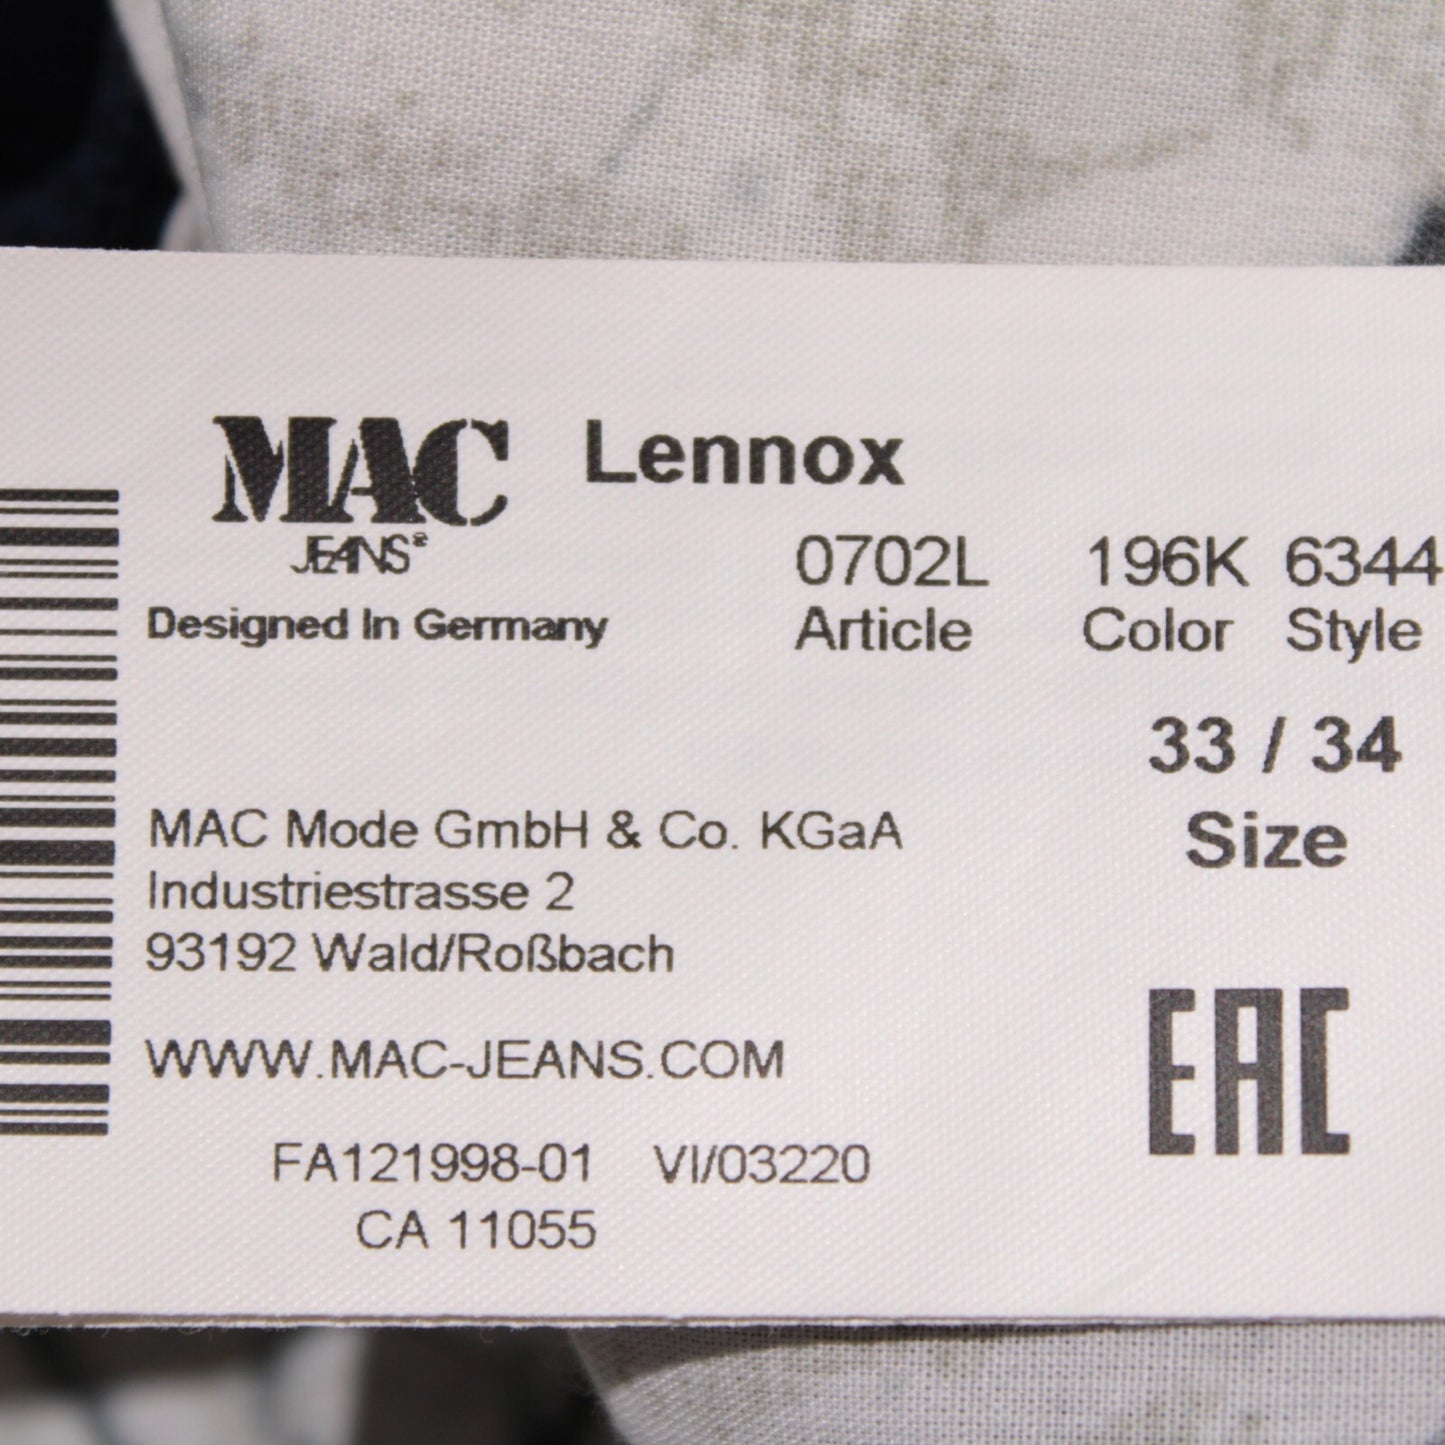 MAC Lennox
JEANS®
0702L 196K 6344
Designed In Germany Article Color Style
33 / 34
Size
MAC Mode GmbH & Co. KGaA
Industriestrasse 2
93192 Wald/Roßbach
WWW.MAC-JEANS.COM
EAC
FA121998-01 VI/03220
CA 11055